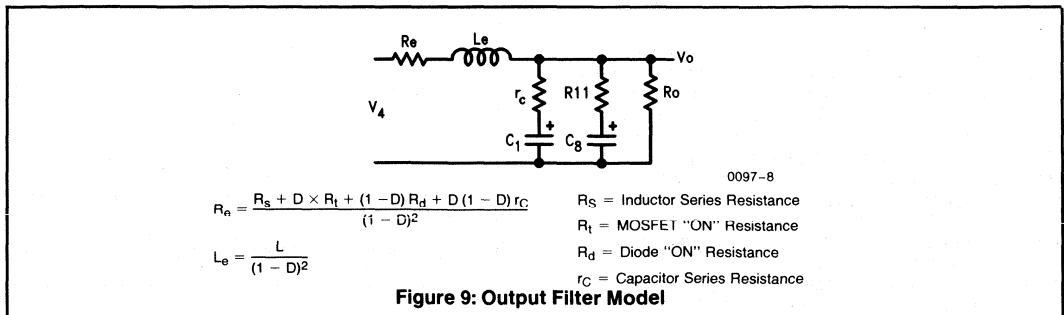 Re Le
Vo
rc R11 Ro
V4
+ +
C1 C8
0097-8
Re = (Rs + D × Rt + (1 - D) Rd + D (1 - D) rC) / (1 - D)²
RS = Inductor Series Resistance
Rt = MOSFET "ON" Resistance
Le = L / (1 - D)²
Rd = Diode "ON" Resistance
rC = Capacitor Series Resistance
Figure 9: Output Filter Model